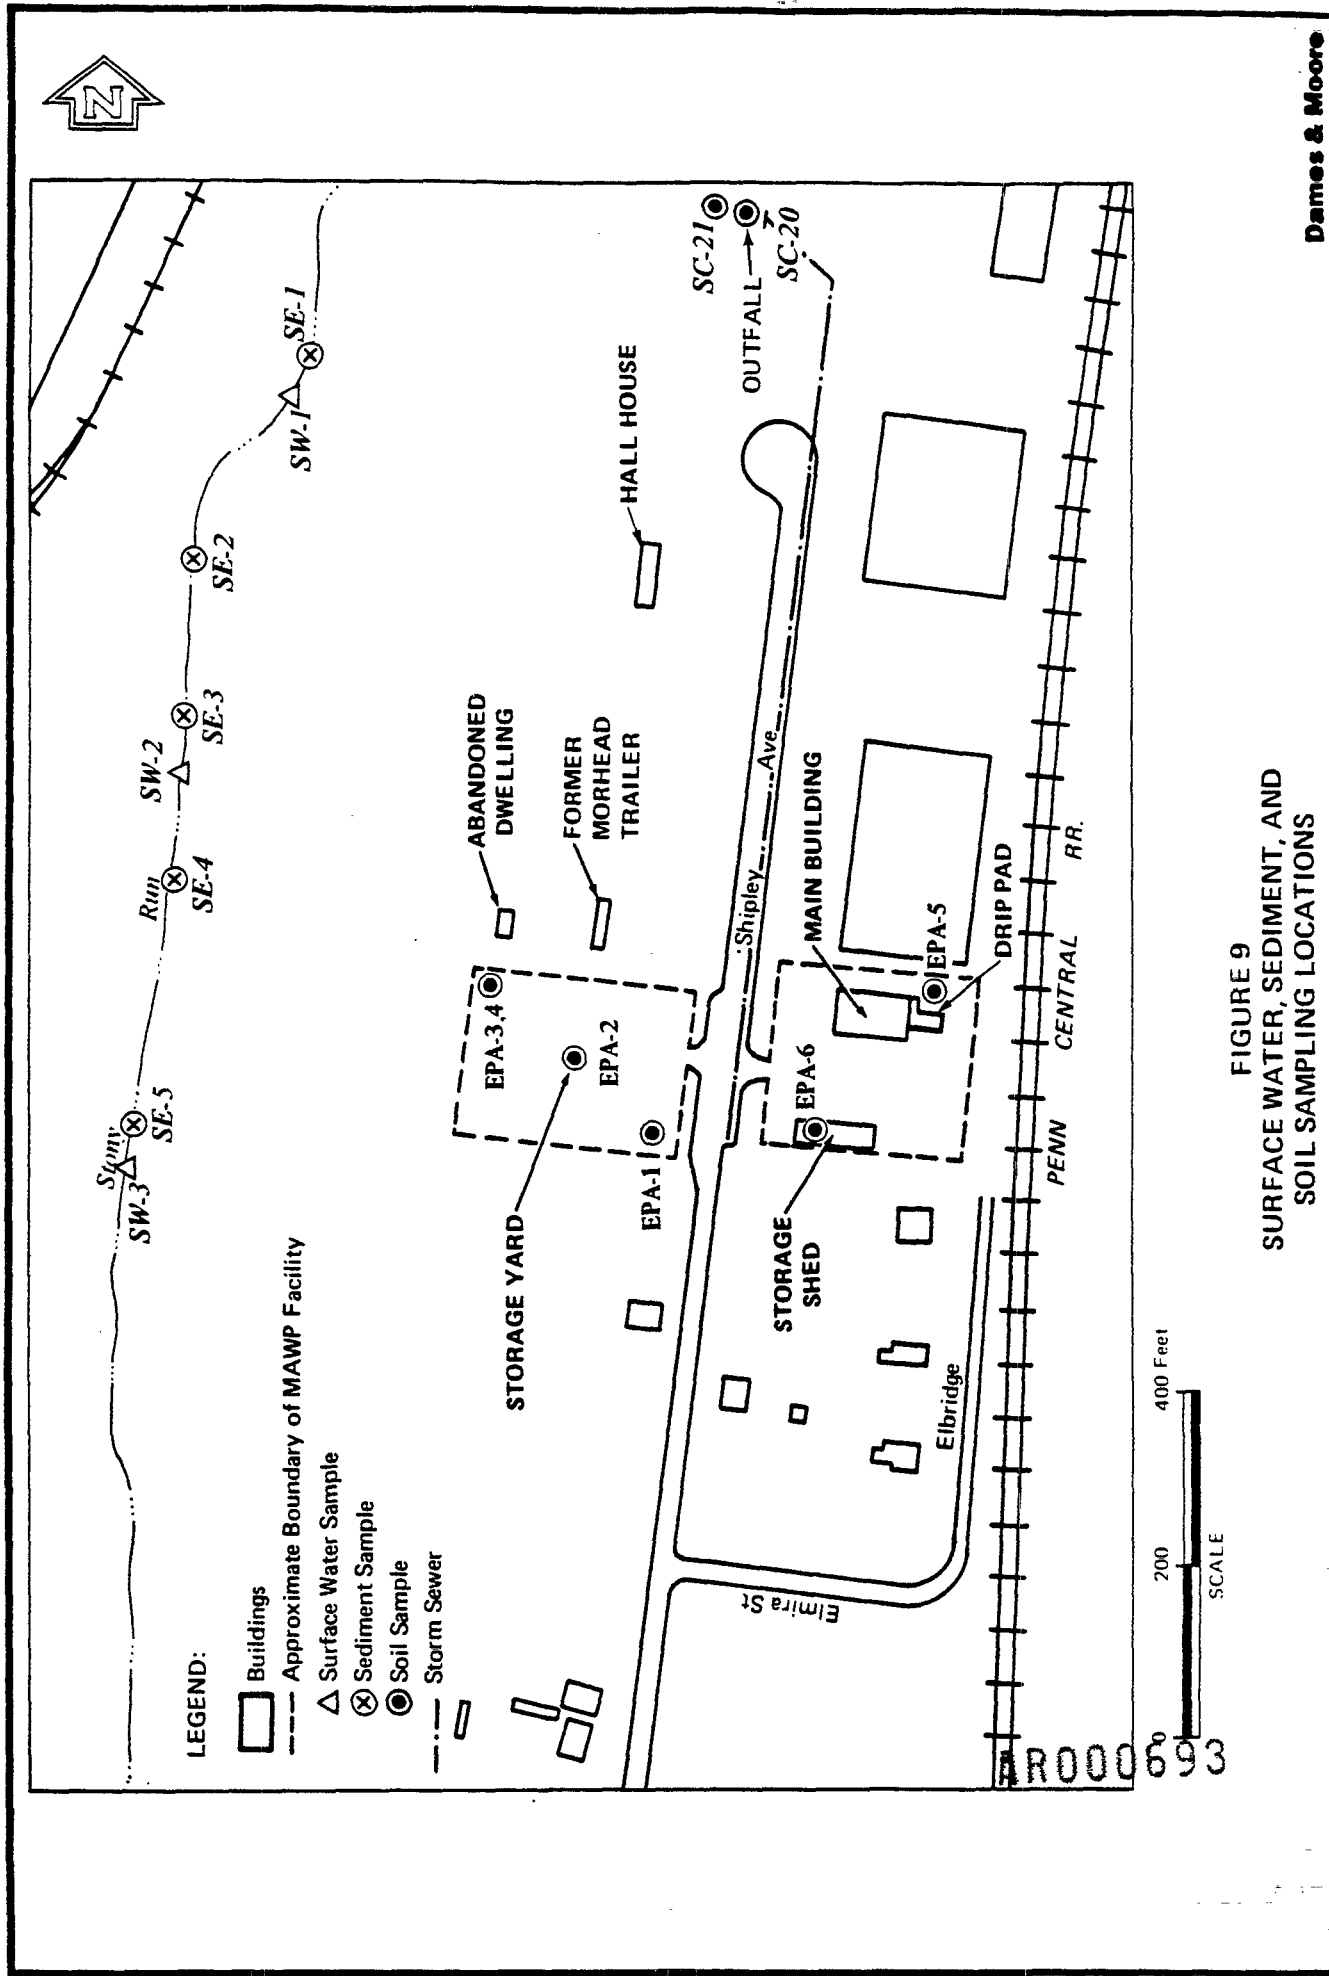 N
Stony
Run
SW-3
SE-5
SE-4
SW-2
SE-3
SE-2
SW-1
SE-1
LEGEND:
Buildings
Approximate Boundary of MAWP Facility
Surface Water Sample
Sediment Sample
Soil Sample
Storm Sewer
STORAGE YARD
EPA-3,4
EPA-2
EPA-1
ABANDONED
DWELLING
FORMER
MORHEAD
TRAILER
HALL HOUSE
SC-21
OUTFALL
SC-20
Shipley Ave
Elmira St
Elbridge
STORAGE
SHED
EPA-6
MAIN BUILDING
EPA-5
DRIP PAD
PENN CENTRAL RR.
0 200 400 Feet
SCALE
FIGURE 9
SURFACE WATER, SEDIMENT, AND
SOIL SAMPLING LOCATIONS
Dames & Moore
AR000693